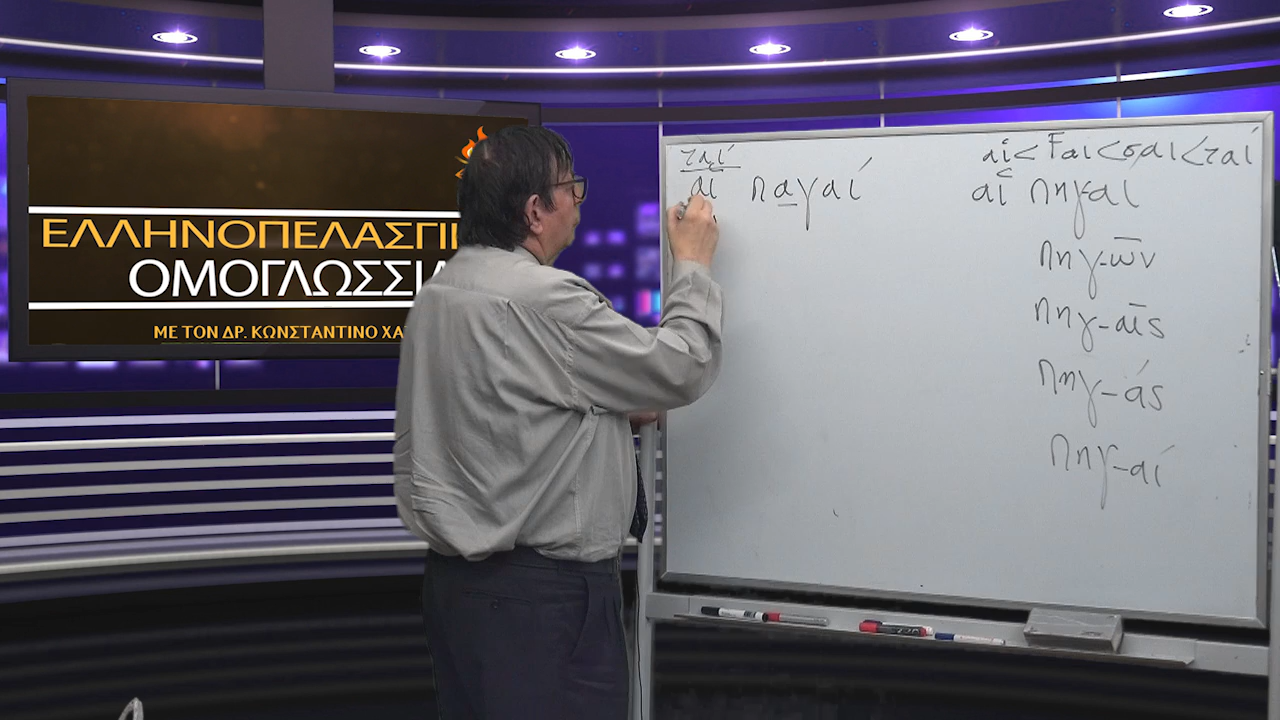 ΕΛΛΗΝΟΠΕΛΑΣΓΙ
ΟΜΟΓΛΩΣΣΙΑ
ΜΕ ΤΟΝ ΔΡ. ΚΩΝΣΤΑΝΤΙΝΟ ΧΑ
ταί
αἱ παγαί
αἱ < Fαι < σαι < ταί
αἱ πηγαί
πηγ-ῶν
πηγ-αῖς
πηγ-άς
πηγ-αί